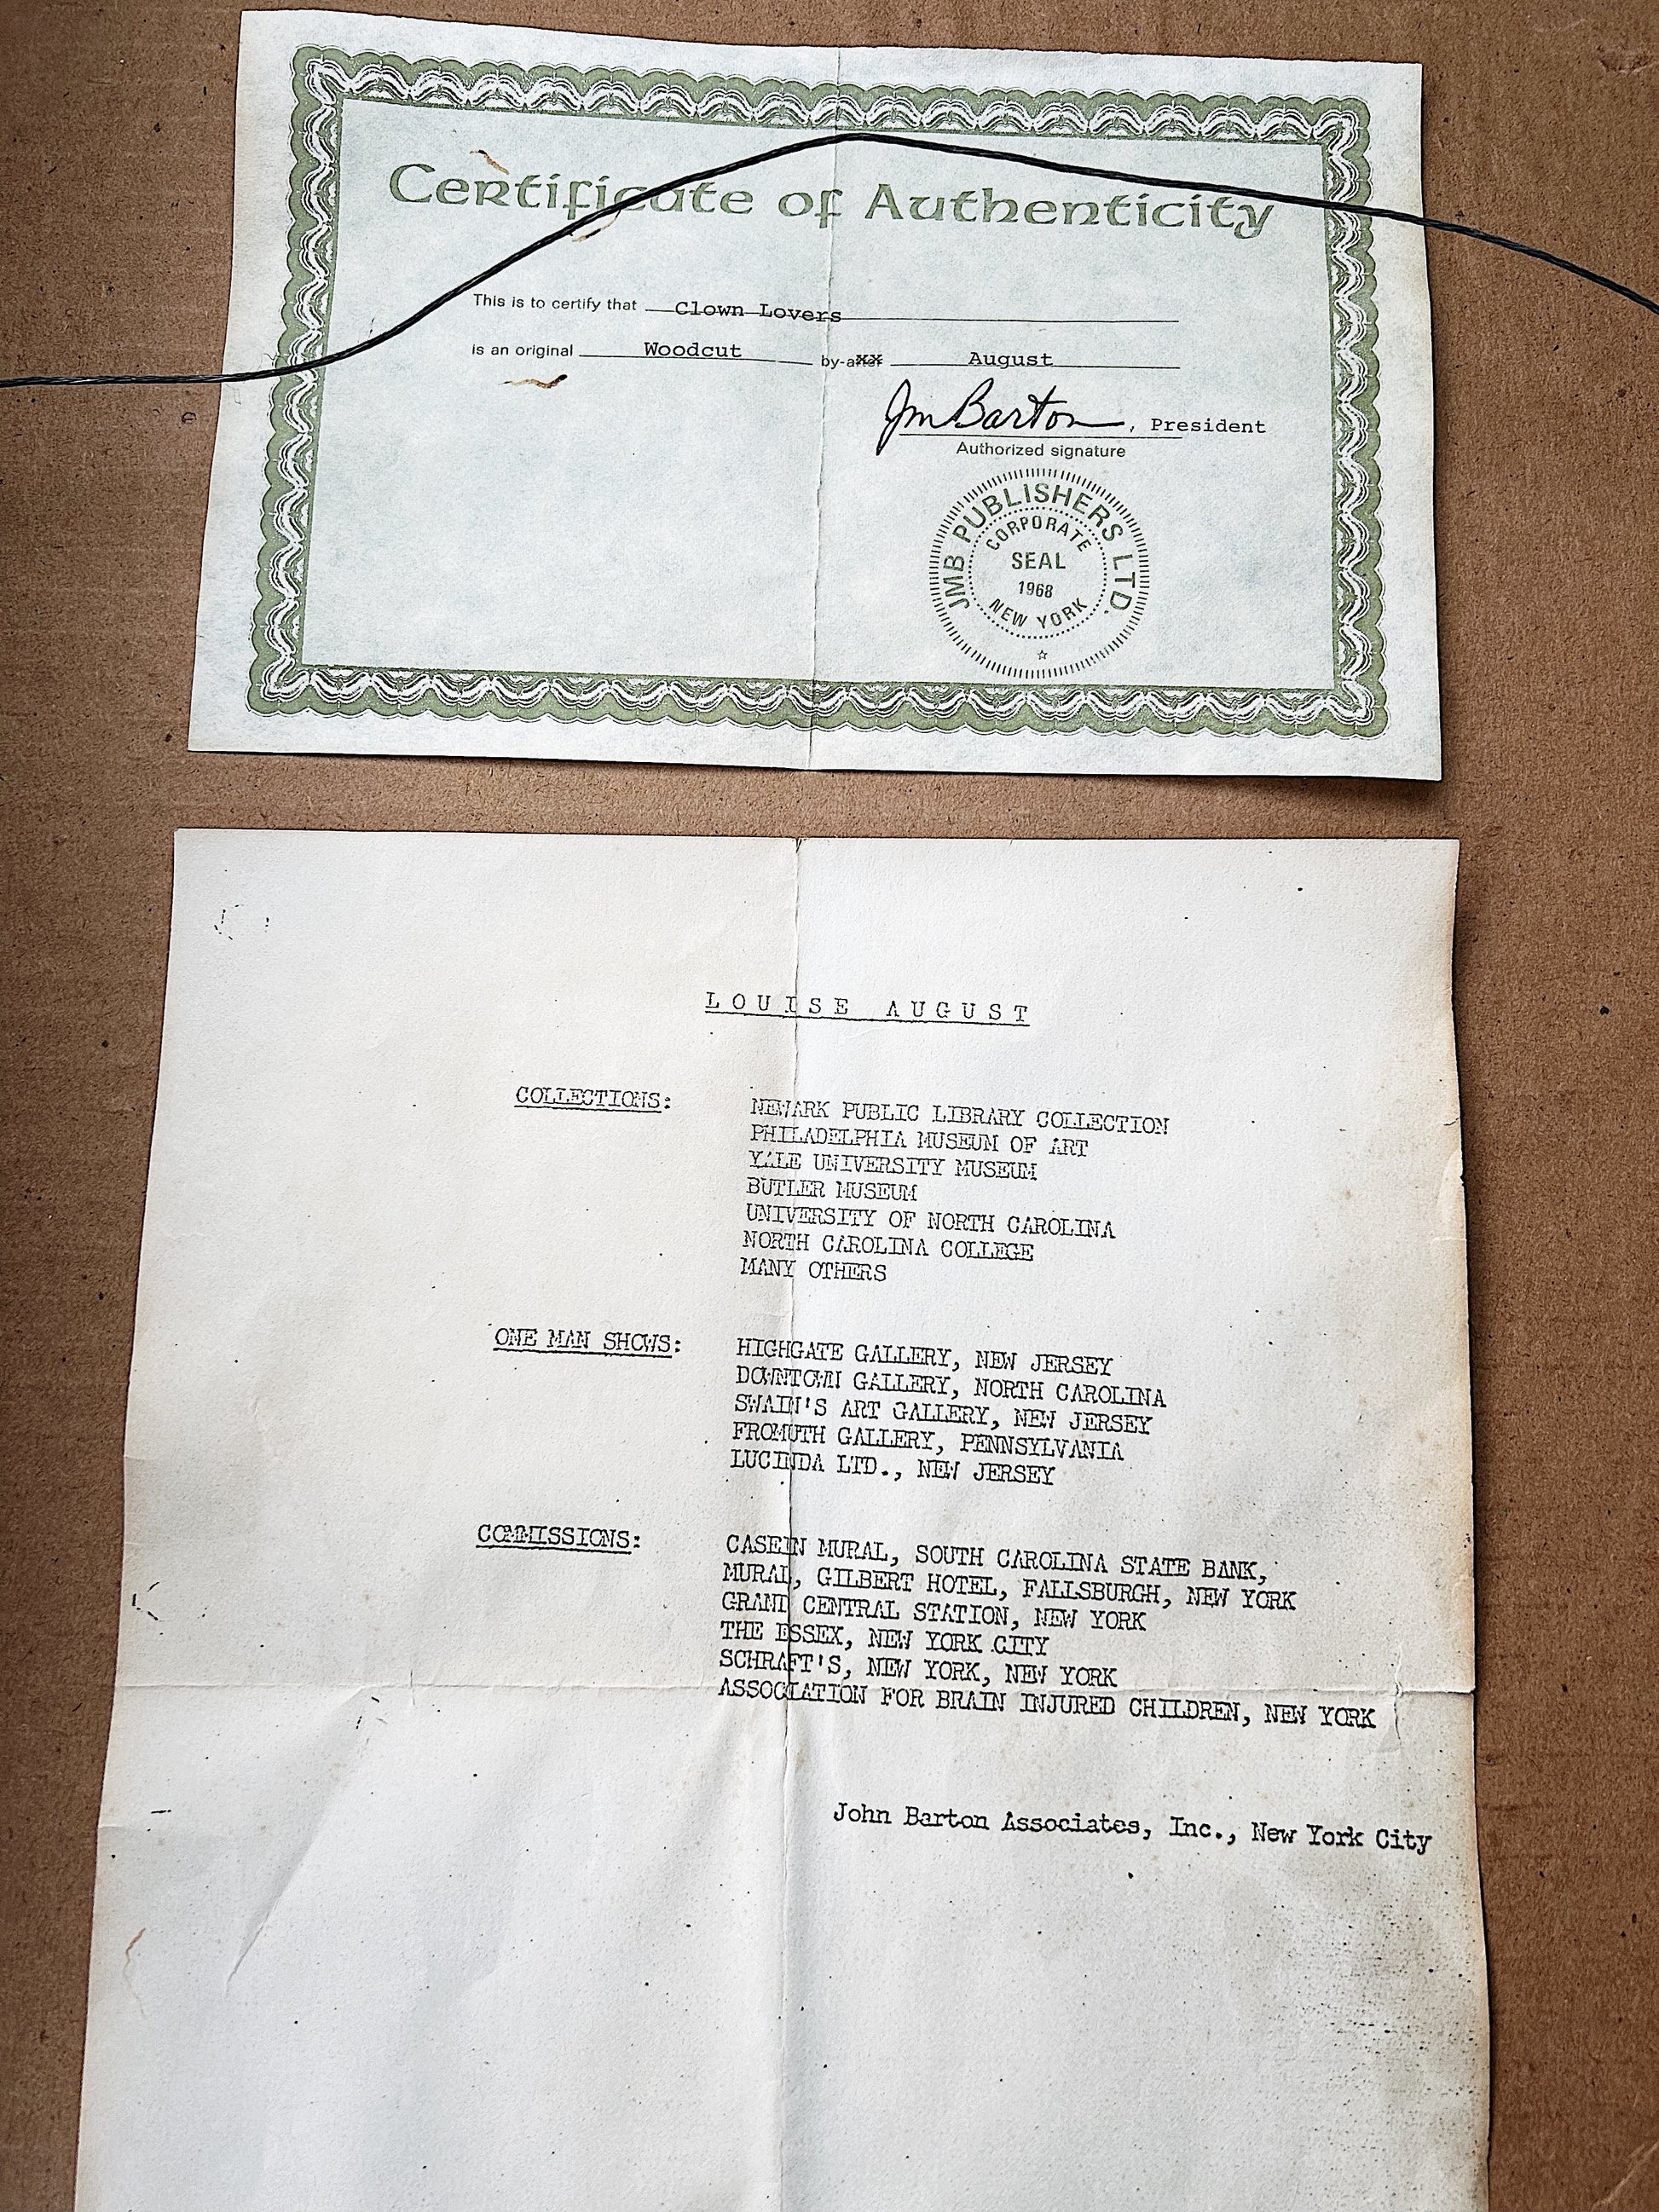 Certificate of Authenticity
This is to certify that Clown Lovers
is an original Woodcut by-after xx August
JmBarton, President
Authorized signature
JMB PUBLISHERS LTD.
CORPORATE
SEAL
1968
NEW YORK
LOUISE AUGUST
COLLECTIONS: NEWARK PUBLIC LIBRARY COLLECTION
PHILADELPHIA MUSEUM OF ART
YALE UNIVERSITY MUSEUM
BUTLER MUSEUM
UNIVERSITY OF NORTH CAROLINA
NORTH CAROLINA COLLEGE
MANY OTHERS
ONE MAN SHOWS: HIGHGATE GALLERY, NEW JERSEY
DOWNTOWN GALLERY, NORTH CAROLINA
SWAIN'S ART GALLERY, NEW JERSEY
FROMUTH GALLERY, PENNSYLVANIA
LUCINDA LTD., NEW JERSEY
COMMISSIONS: CASEIN MURAL, SOUTH CAROLINA STATE BANK,
MURAL, GILBERT HOTEL, FALLSBURGH, NEW YORK
GRAND CENTRAL STATION, NEW YORK
THE ESSEX, NEW YORK CITY
SCHRAFT'S, NEW YORK, NEW YORK
ASSOCIATION FOR BRAIN INJURED CHILDREN, NEW YORK
John Barton Associates, Inc., New York City